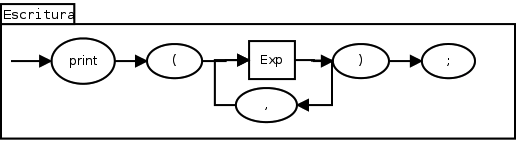 Escritura
print ( Exp ) ;
,